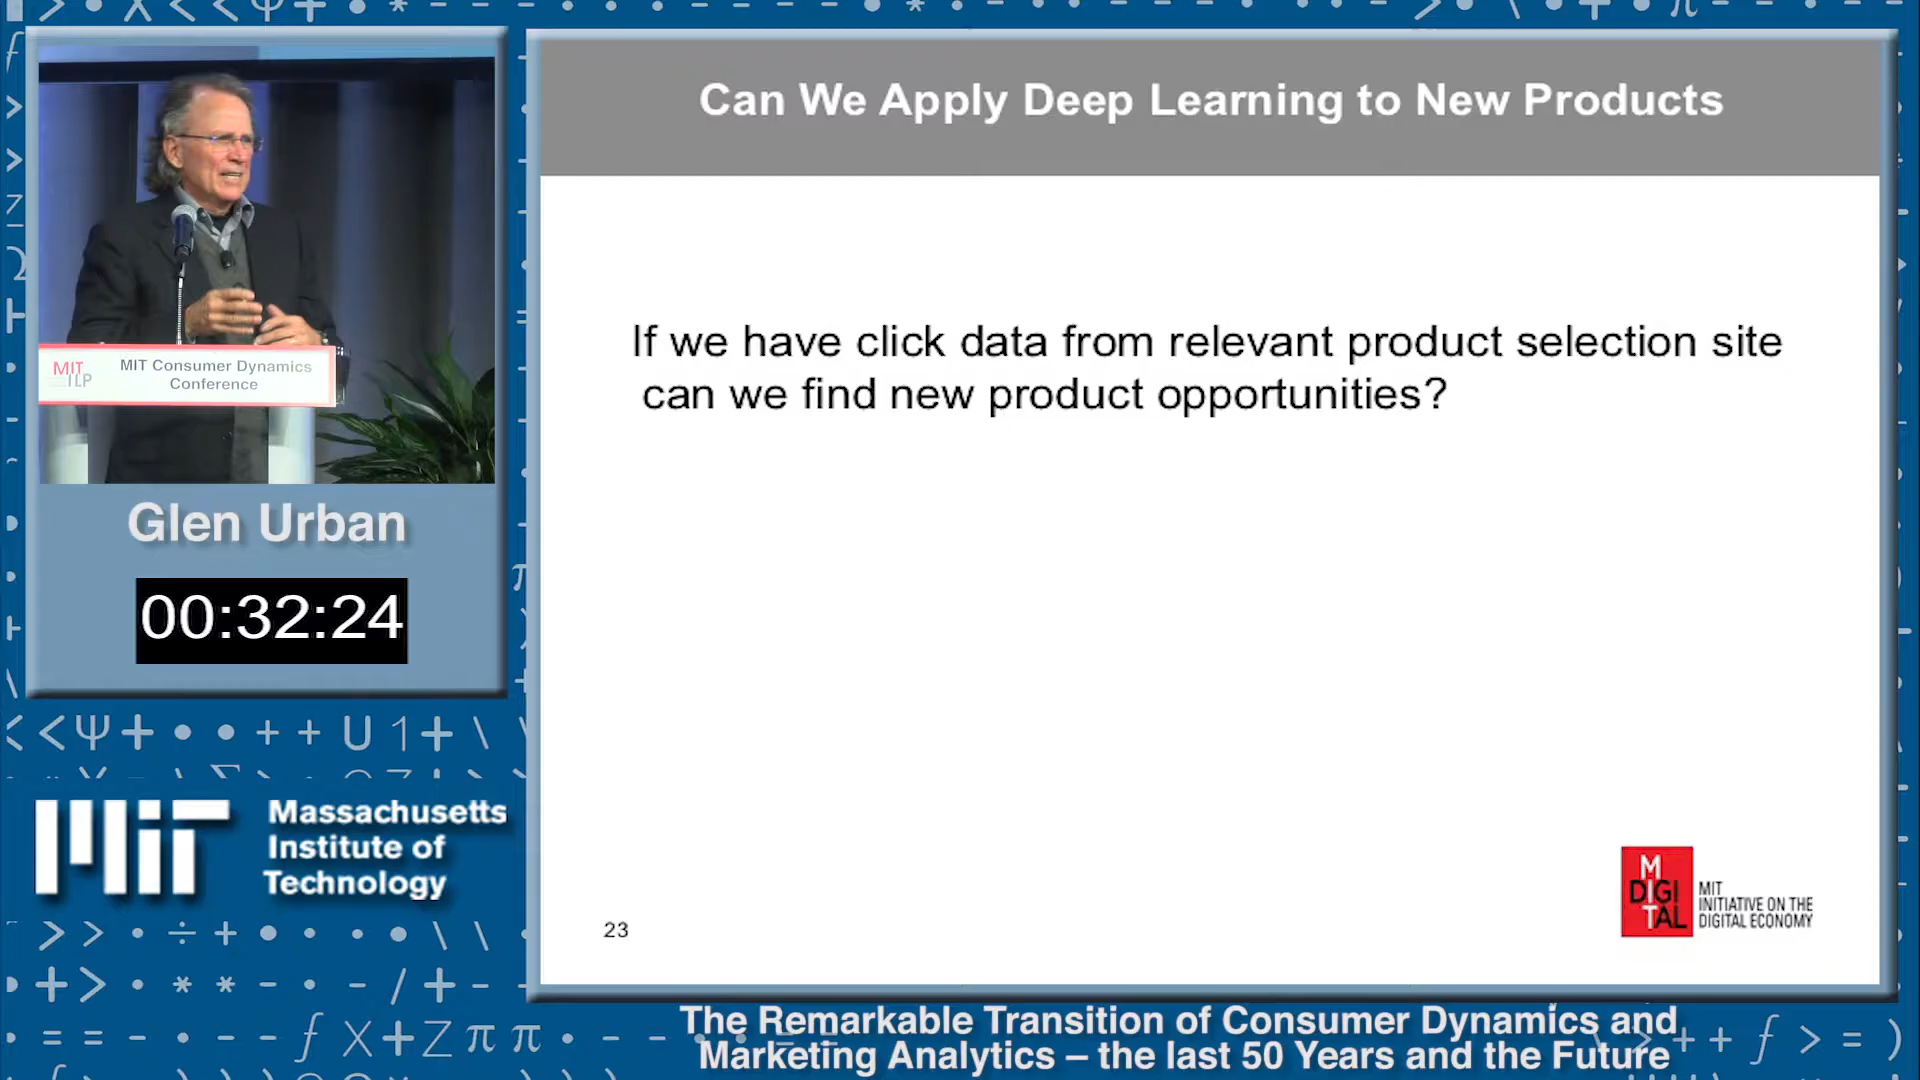 Can We Apply Deep Learning to New Products
If we have click data from relevant product selection site
can we find new product opportunities?
23
M
DIGI
TAL
MIT
INITIATIVE ON THE
DIGITAL ECONOMY
MIT
ILP
MIT Consumer Dynamics
Conference
Glen Urban
00:32:24
MIT
Massachusetts
Institute of
Technology
The Remarkable Transition of Consumer Dynamics and
Marketing Analytics – the last 50 Years and the Future